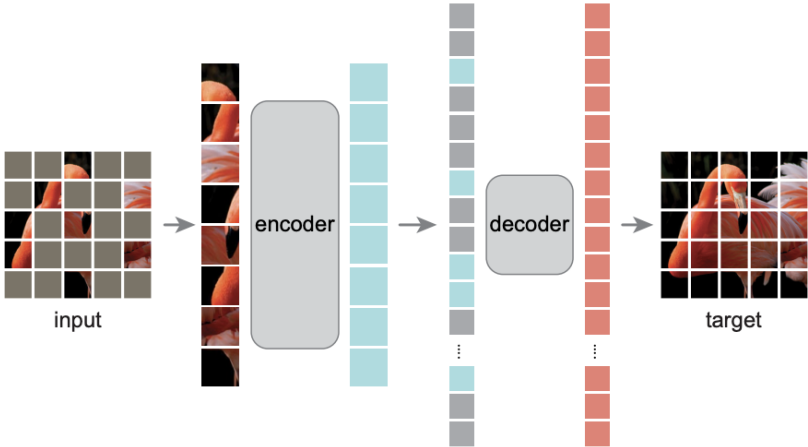 input
encoder
decoder
target